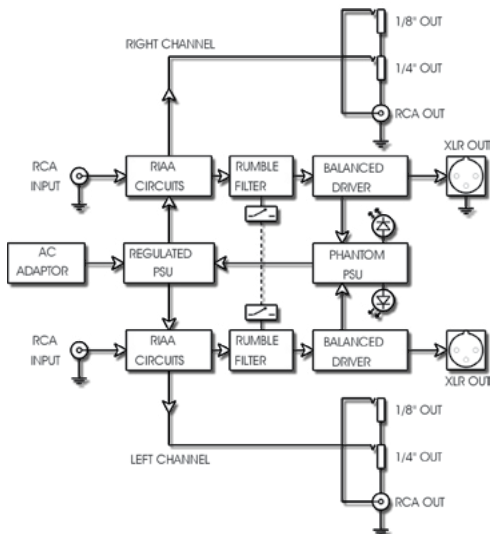 1/8" OUT
RIGHT CHANNEL
1/4" OUT
RCA OUT
XLR OUT
RCA
INPUT
RIAA
CIRCUITS
RUMBLE
FILTER
BALANCED
DRIVER
AC
ADAPTOR
REGULATED
PSU
PHANTOM
PSU
RCA
INPUT
RIAA
CIRCUITS
RUMBLE
FILTER
BALANCED
DRIVER
XLR OUT
1/8" OUT
LEFT CHANNEL
1/4" OUT
RCA OUT